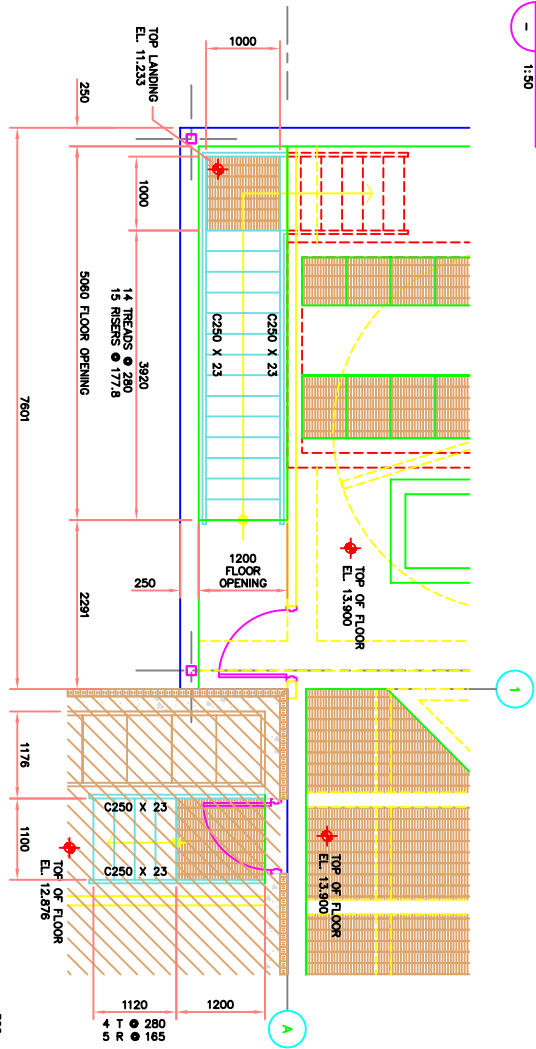 -
1:50
1000
TOP LANDING
EL. 11.233
250
1000
3920
14 TREADS @ 280
15 RISERS @ 177.8
5060 FLOOR OPENING
7601
C250 X 23
C250 X 23
1200
FLOOR
OPENING
250
2291
TOP OF FLOOR
EL. 13.900
1
1176
1100
C250 X 23
C250 X 23
TOP OF FLOOR
EL. 12.876
TOP OF FLOOR
EL. 13.900
1120
1200
4 T @ 280
5 R @ 165
A